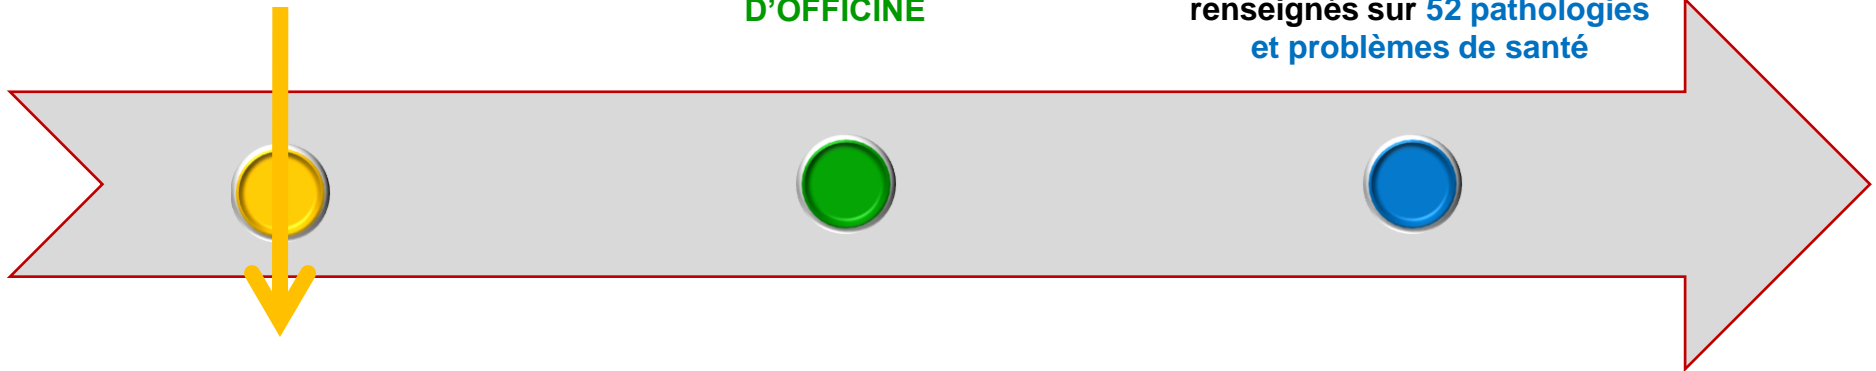 D’OFFICINE
renseignés sur 52 pathologies
et problèmes de santé